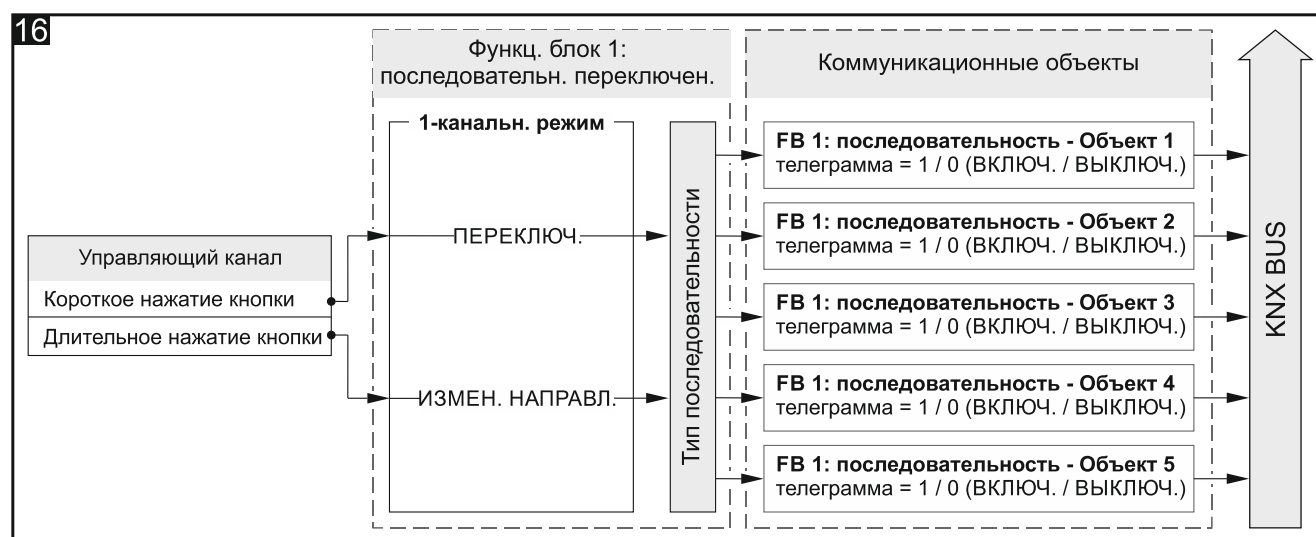 16
Функц. блок 1:
последовательн. переключен.
Коммуникационные объекты
1-канальн. режим
Управляющий канал
Короткое нажатие кнопки
Длительное нажатие кнопки
ПЕРЕКЛЮЧ.
ИЗМЕН. НАПРАВЛ.
Тип последовательности
FB 1: последовательность - Объект 1
телеграмма = 1 / 0 (ВКЛЮЧ. / ВЫКЛЮЧ.)
FB 1: последовательность - Объект 2
телеграмма = 1 / 0 (ВКЛЮЧ. / ВЫКЛЮЧ.)
FB 1: последовательность - Объект 3
телеграмма = 1 / 0 (ВКЛЮЧ. / ВЫКЛЮЧ.)
FB 1: последовательность - Объект 4
телеграмма = 1 / 0 (ВКЛЮЧ. / ВЫКЛЮЧ.)
FB 1: последовательность - Объект 5
телеграмма = 1 / 0 (ВКЛЮЧ. / ВЫКЛЮЧ.)
KNX BUS